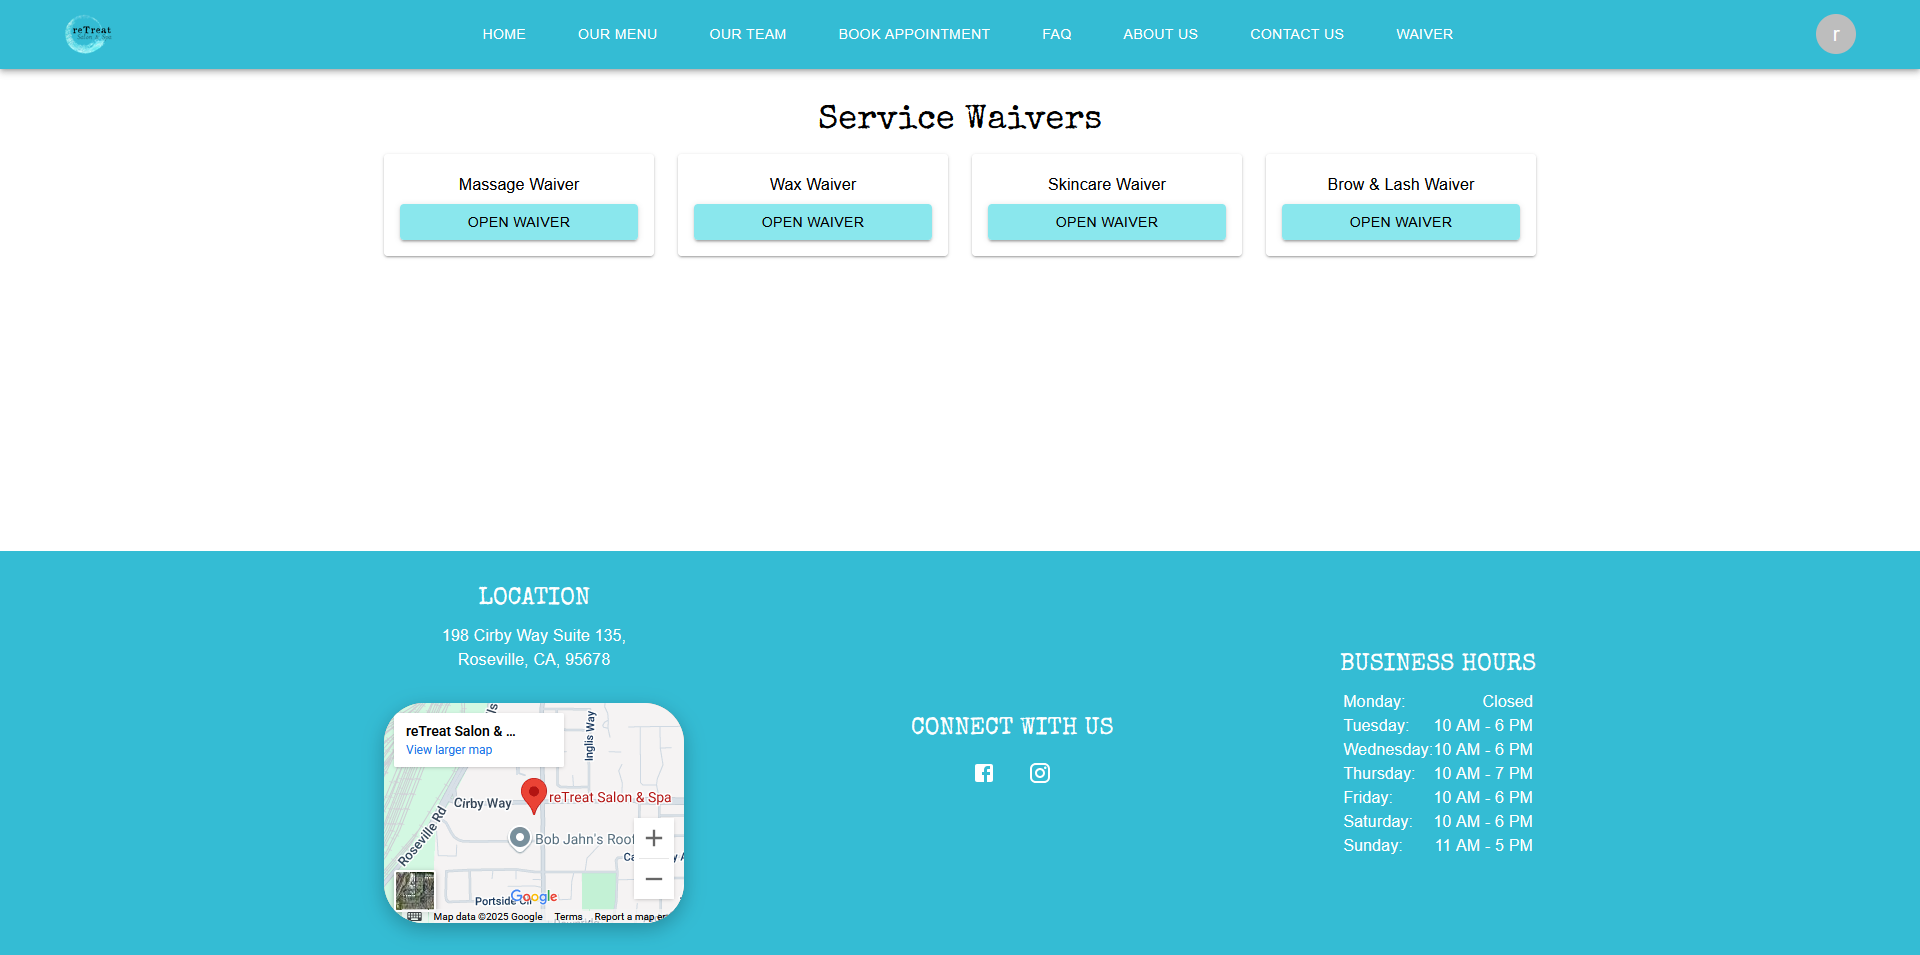 reTreat
Salon & Spa
HOME OUR MENU OUR TEAM BOOK APPOINTMENT FAQ ABOUT US CONTACT US WAIVER
r
Service Waivers
Massage Waiver
OPEN WAIVER
Wax Waiver
OPEN WAIVER
Skincare Waiver
OPEN WAIVER
Brow & Lash Waiver
OPEN WAIVER
LOCATION
198 Cirby Way Suite 135,
Roseville, CA, 95678
reTreat Salon & ...
View larger map
Inglis Way
Cirby Way
reTreat Salon & Spa
Bob Jahn's Roof
Roseville Rd
Portside Cir
Google
Map data ©2025 Google Terms Report a map er
CONNECT WITH US
BUSINESS HOURS
Monday: Closed
Tuesday: 10 AM - 6 PM
Wednesday: 10 AM - 6 PM
Thursday: 10 AM - 7 PM
Friday: 10 AM - 6 PM
Saturday: 10 AM - 6 PM
Sunday: 11 AM - 5 PM